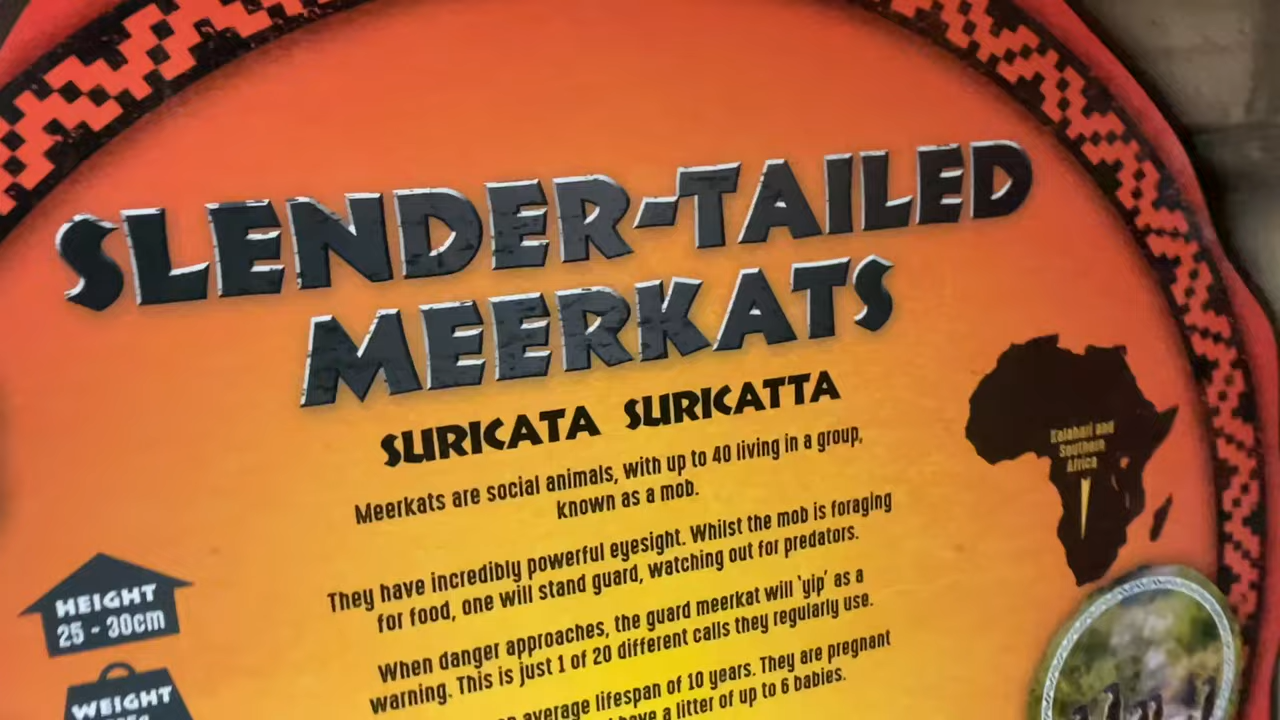 SLENDER-TAILED
MEERKATS
SURICATA SURICATTA
Meerkats are social animals, with up to 40 living in a group,
known as a mob.
They have incredibly powerful eyesight. Whilst the mob is foraging
for food, one will stand guard, watching out for predators.
When danger approaches, the guard meerkat will 'yip' as a
warning. This is just 1 of 20 different calls they regularly use.
average lifespan of 10 years. They are pregnant
have a litter of up to 6 babies.
Kalahari and
Southern
Africa
HEIGHT
25 - 30cm
WEIGHT